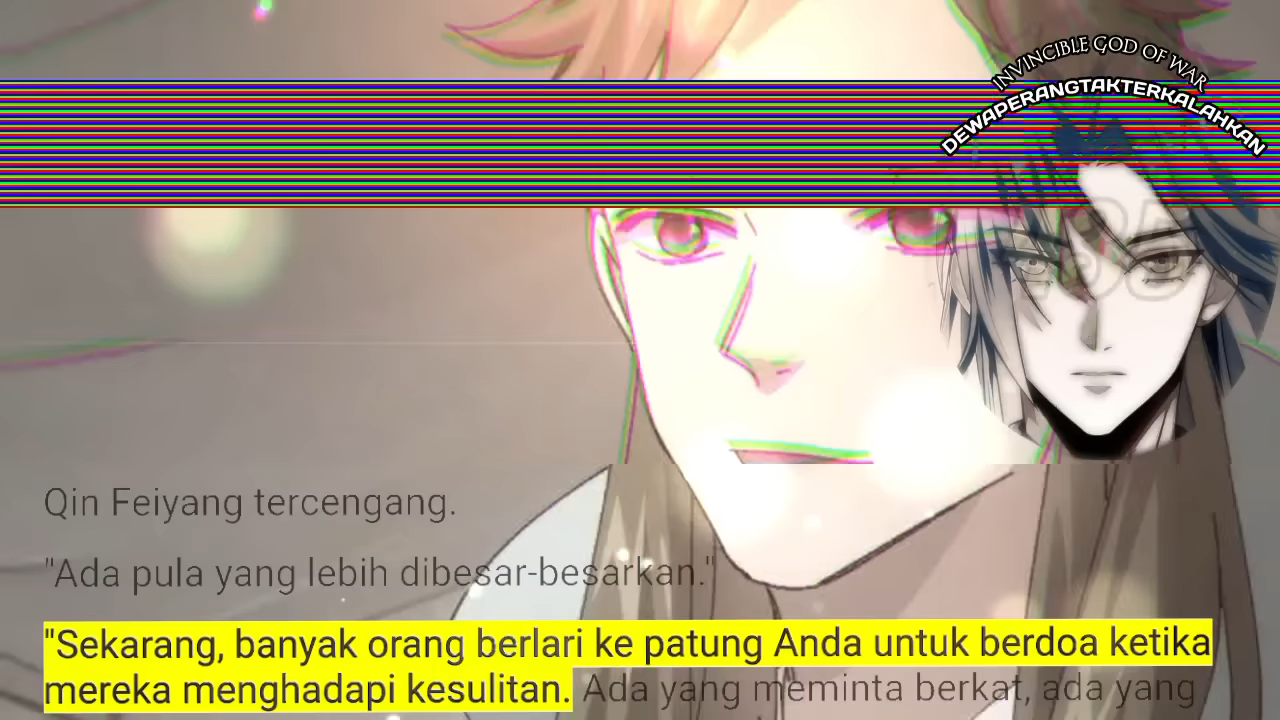 INVINCIBLE GOD OF WAR
DEWAPERANGTAKTERKALAHKAN
Qin Feiyang tercengang.
"Ada pula yang lebih dibesar-besarkan."
"Sekarang, banyak orang berlari ke patung Anda untuk berdoa ketika
mereka menghadapi kesulitan. Ada yang meminta berkat, ada yang